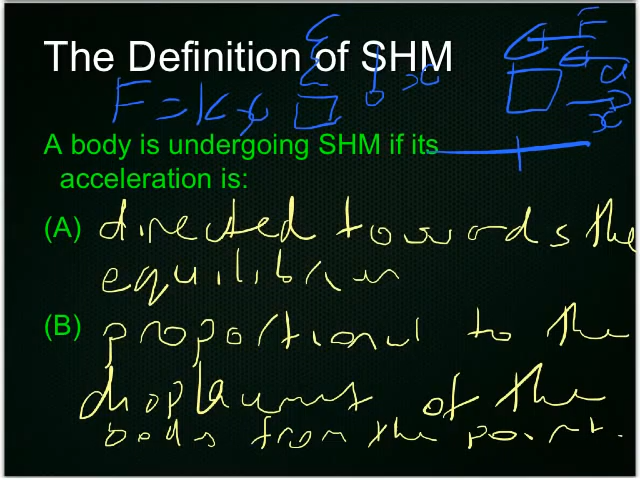 The Definition of SHM
F = kx
x
F
a
x
A body is undergoing SHM if its
acceleration is:
(A) directed towards the
equilibrium
(B) proportional to the
displacement of the
body from the point.